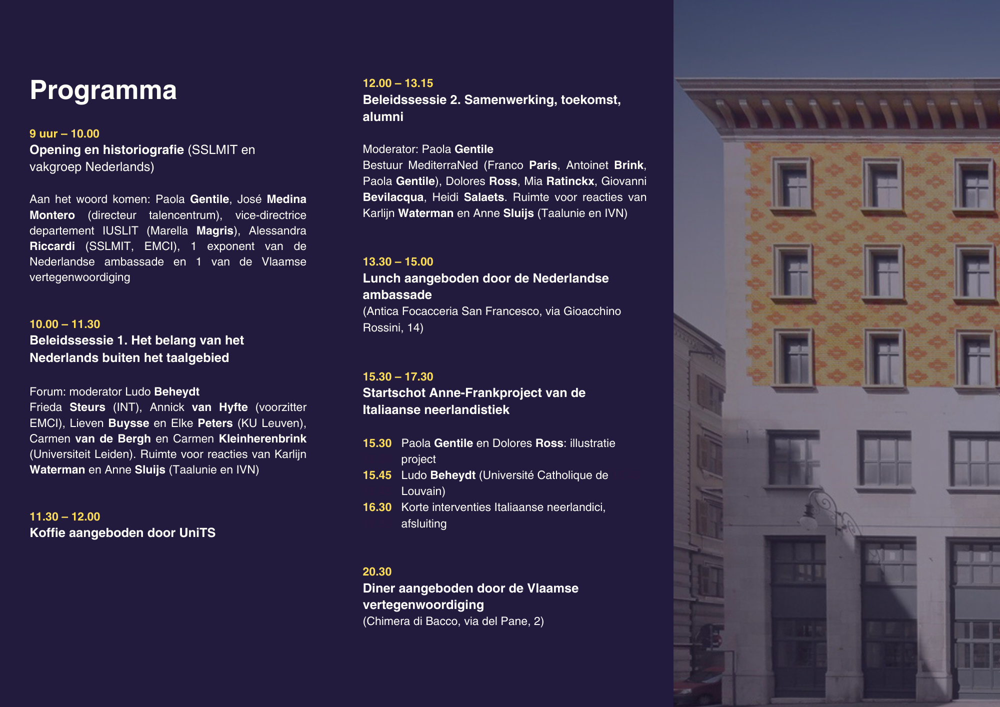 Programma
9 uur – 10.00
Opening en historiografie (SSLMIT en
vakgroep Nederlands)
Aan het woord komen: Paola Gentile, José Medina
Montero (directeur talencentrum), vice-directrice
departement IUSLIT (Marella Magris), Alessandra
Riccardi (SSLMIT, EMCI), 1 exponent van de
Nederlandse ambassade en 1 van de Vlaamse
vertegenwoordiging
10.00 – 11.30
Beleidssessie 1. Het belang van het
Nederlands buiten het taalgebied
Forum: moderator Ludo Beheydt
Frieda Steurs (INT), Annick van Hyfte (voorzitter
EMCI), Lieven Buysse en Elke Peters (KU Leuven),
Carmen van de Bergh en Carmen Kleinherenbrink
(Universiteit Leiden). Ruimte voor reacties van Karlijn
Waterman en Anne Sluijs (Taalunie en IVN)
11.30 – 12.00
Koffie aangeboden door UniTS
12.00 – 13.15
Beleidssessie 2. Samenwerking, toekomst,
alumni
Moderator: Paola Gentile
Bestuur MediterraNed (Franco Paris, Antoinet Brink,
Paola Gentile), Dolores Ross, Mia Ratinckx, Giovanni
Bevilacqua, Heidi Salaets. Ruimte voor reacties van
Karlijn Waterman en Anne Sluijs (Taalunie en IVN)
13.30 – 15.00
Lunch aangeboden door de Nederlandse
ambassade
(Antica Focacceria San Francesco, via Gioacchino
Rossini, 14)
15.30 – 17.30
Startschot Anne-Frankproject van de
Italiaanse neerlandistiek
15.30 Paola Gentile en Dolores Ross: illustratie
project
15.45 Ludo Beheydt (Université Catholique de
Louvain)
16.30 Korte interventies Italiaanse neerlandici,
afsluiting
20.30
Diner aangeboden door de Vlaamse
vertegenwoordiging
(Chimera di Bacco, via del Pane, 2)